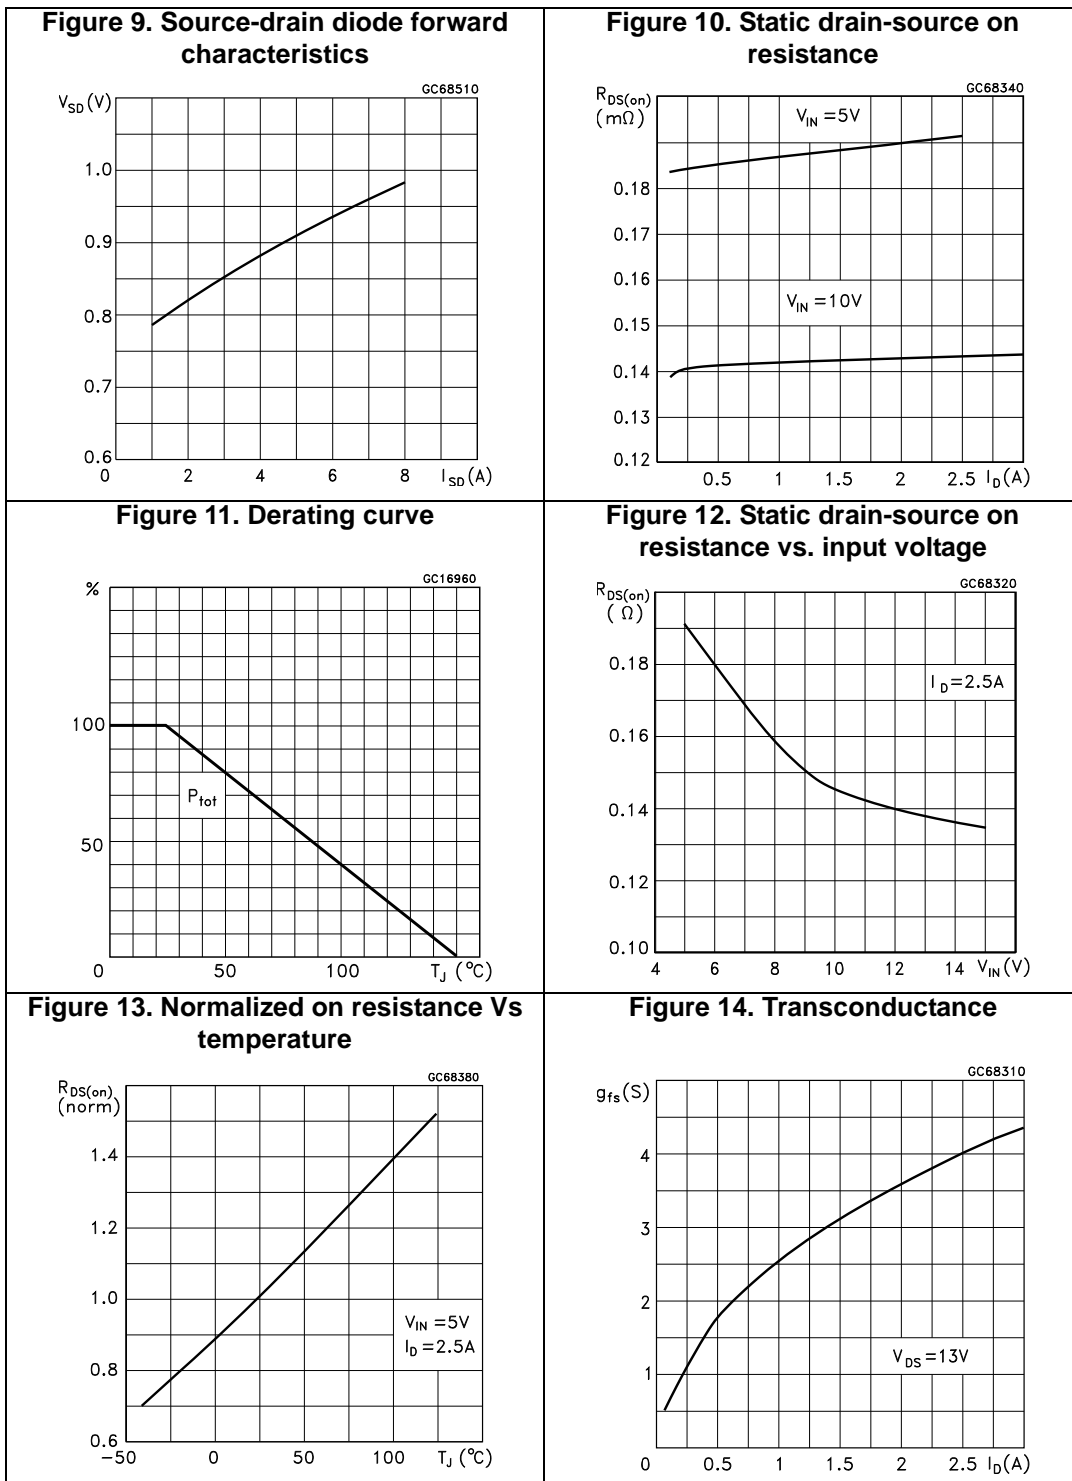 Figure 9. Source-drain diode forward
characteristics
GC68510
V_SD(V)
1.0
0.9
0.8
0.7
0.6
0 2 4 6 8 I_SD(A)
Figure 10. Static drain-source on
resistance
GC68340
R_DS(on)
(mΩ)
V_IN=5V
0.18
0.17
0.16
V_IN=10V
0.15
0.14
0.13
0.12
0.5 1 1.5 2 2.5 I_D(A)
Figure 11. Derating curve
GC16960
%
100
P_tot
50
0 50 100 T_J (°C)
Figure 12. Static drain-source on
resistance vs. input voltage
GC68320
R_DS(on)
(Ω)
0.18
I_D=2.5A
0.16
0.14
0.12
0.10
4 6 8 10 12 14 V_IN(V)
Figure 13. Normalized on resistance Vs
temperature
GC68380
R_DS(on)
(norm)
1.4
1.2
1.0
V_IN=5V
I_D=2.5A
0.8
0.6
−50 0 50 100 T_J (°C)
Figure 14. Transconductance
GC68310
g_fs(S)
4
3
2
V_DS=13V
1
0 0.5 1 1.5 2 2.5 I_D(A)